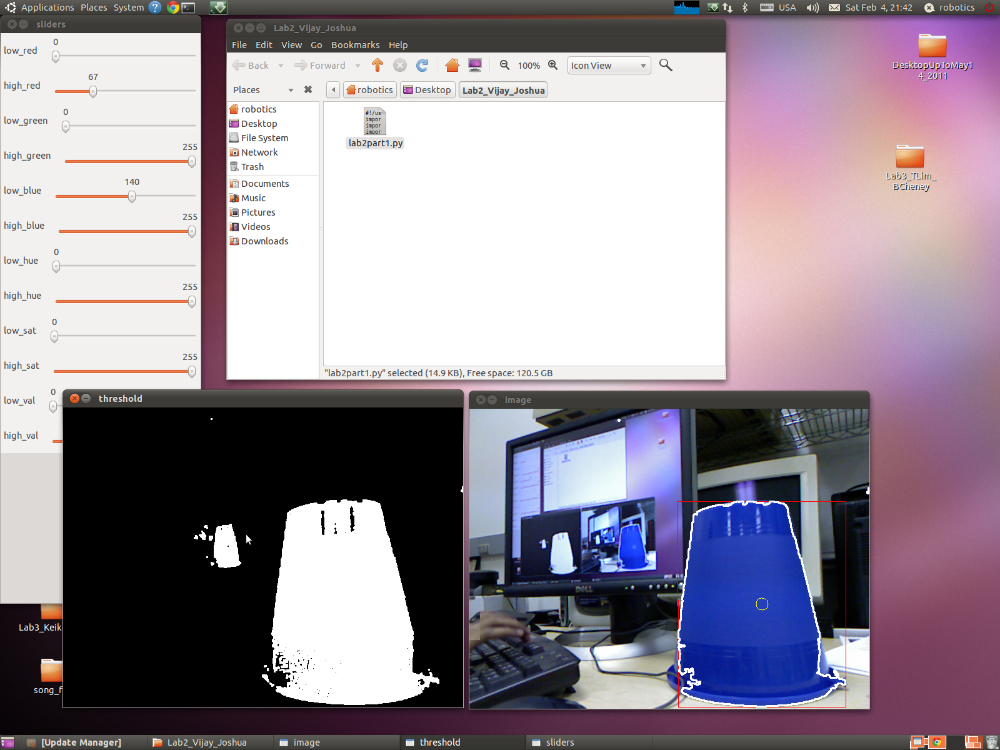 Applications Places System
USA
Sat Feb 4, 21:42
robotics
sliders
low_red
0
high_red
67
low_green
0
high_green
255
low_blue
140
high_blue
255
low_hue
0
high_hue
255
low_sat
0
high_sat
255
low_val
0
high_val
Lab2_Vijay_Joshua
File Edit View Go Bookmarks Help
Back
Forward
100%
Icon View
Places
robotics
Desktop
Lab2_Vijay_Joshua
robotics
Desktop
File System
Network
Trash
Documents
Music
Pictures
Videos
Downloads
#!/us
impor
impor
impor
lab2part1.py
"lab2part1.py" selected (14.9 KB), Free space: 120.5 GB
DesktopUpToMay1
4_2011
Lab3_TLim_
BCheney
threshold
image
DELL
Lab3_Keik
song_f
[Update Manager]
Lab2_Vijay_Joshua
image
threshold
sliders